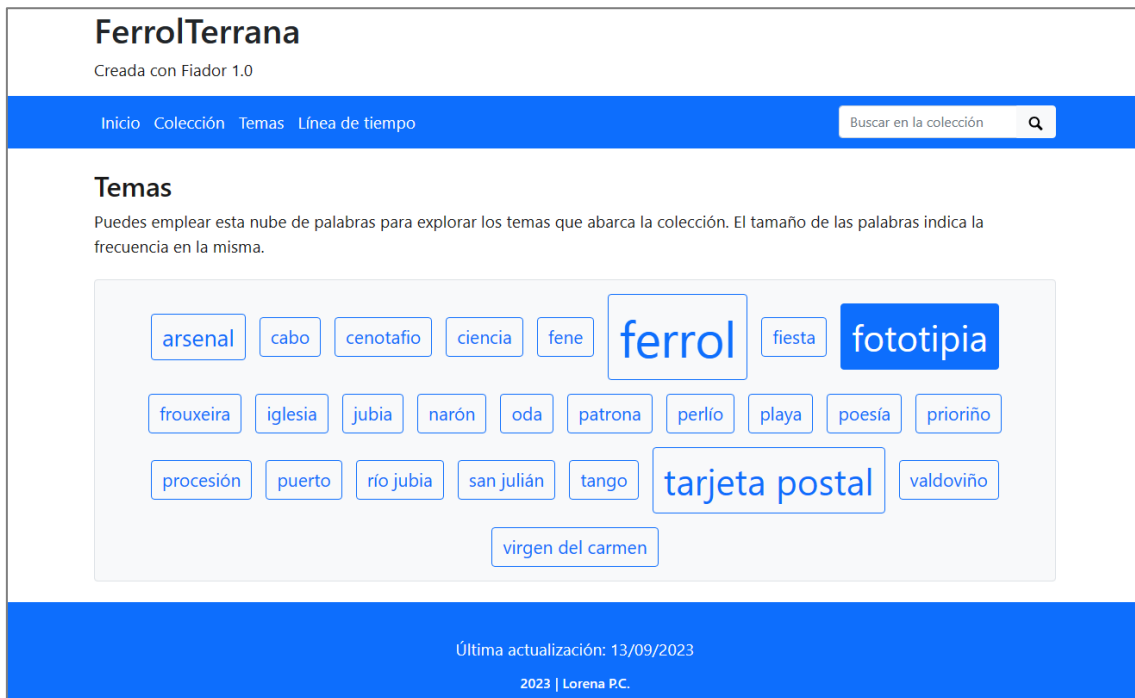 FerrolTerrana
Creada con Fiador 1.0
Inicio Colección Temas Línea de tiempo Buscar en la colección
Temas
Puedes emplear esta nube de palabras para explorar los temas que abarca la colección. El tamaño de las palabras indica la
frecuencia en la misma.
arsenal cabo cenotafio ciencia fene ferrol fiesta fototipia
frouxeira iglesia jubia narón oda patrona perlío playa poesía prioriño
procesión puerto río jubia san julián tango tarjeta postal valdoviño
virgen del carmen
Última actualización: 13/09/2023
2023 | Lorena P.C.